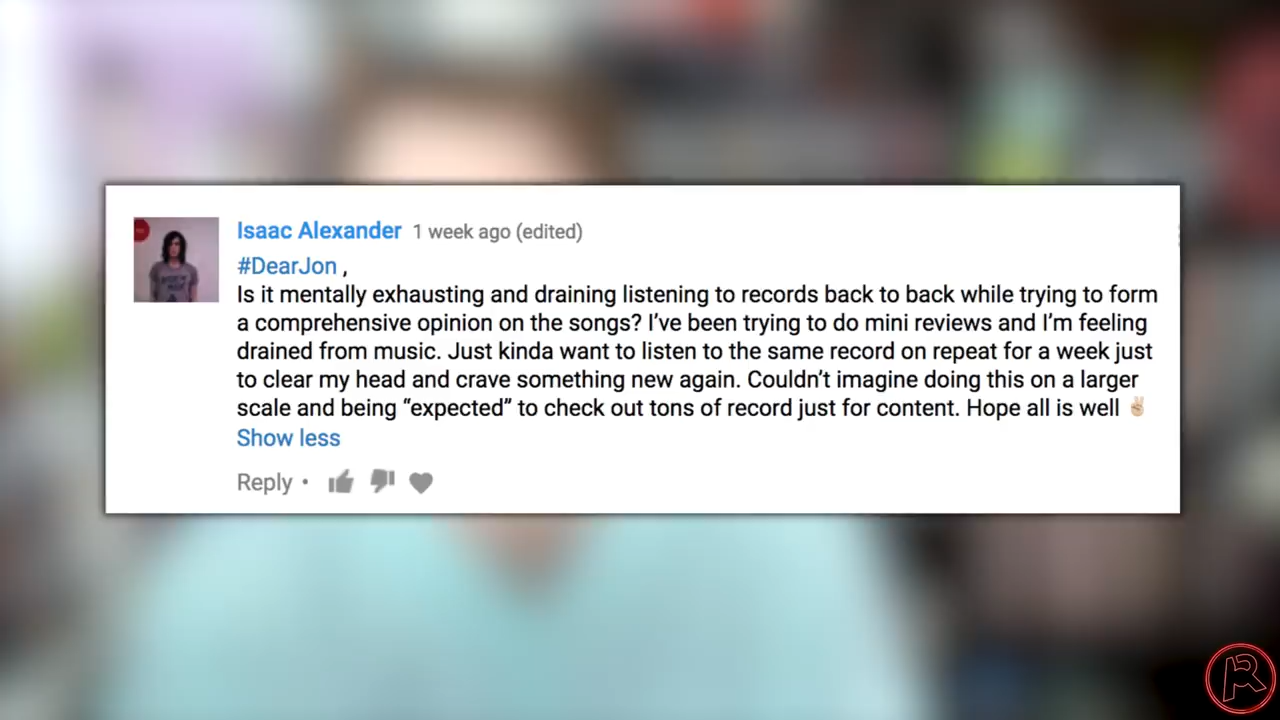 Isaac Alexander 1 week ago (edited)
#DearJon ,
Is it mentally exhausting and draining listening to records back to back while trying to form
a comprehensive opinion on the songs? I’ve been trying to do mini reviews and I’m feeling
drained from music. Just kinda want to listen to the same record on repeat for a week just
to clear my head and crave something new again. Couldn’t imagine doing this on a larger
scale and being “expected” to check out tons of record just for content. Hope all is well ✌🏼
Show less
Reply •